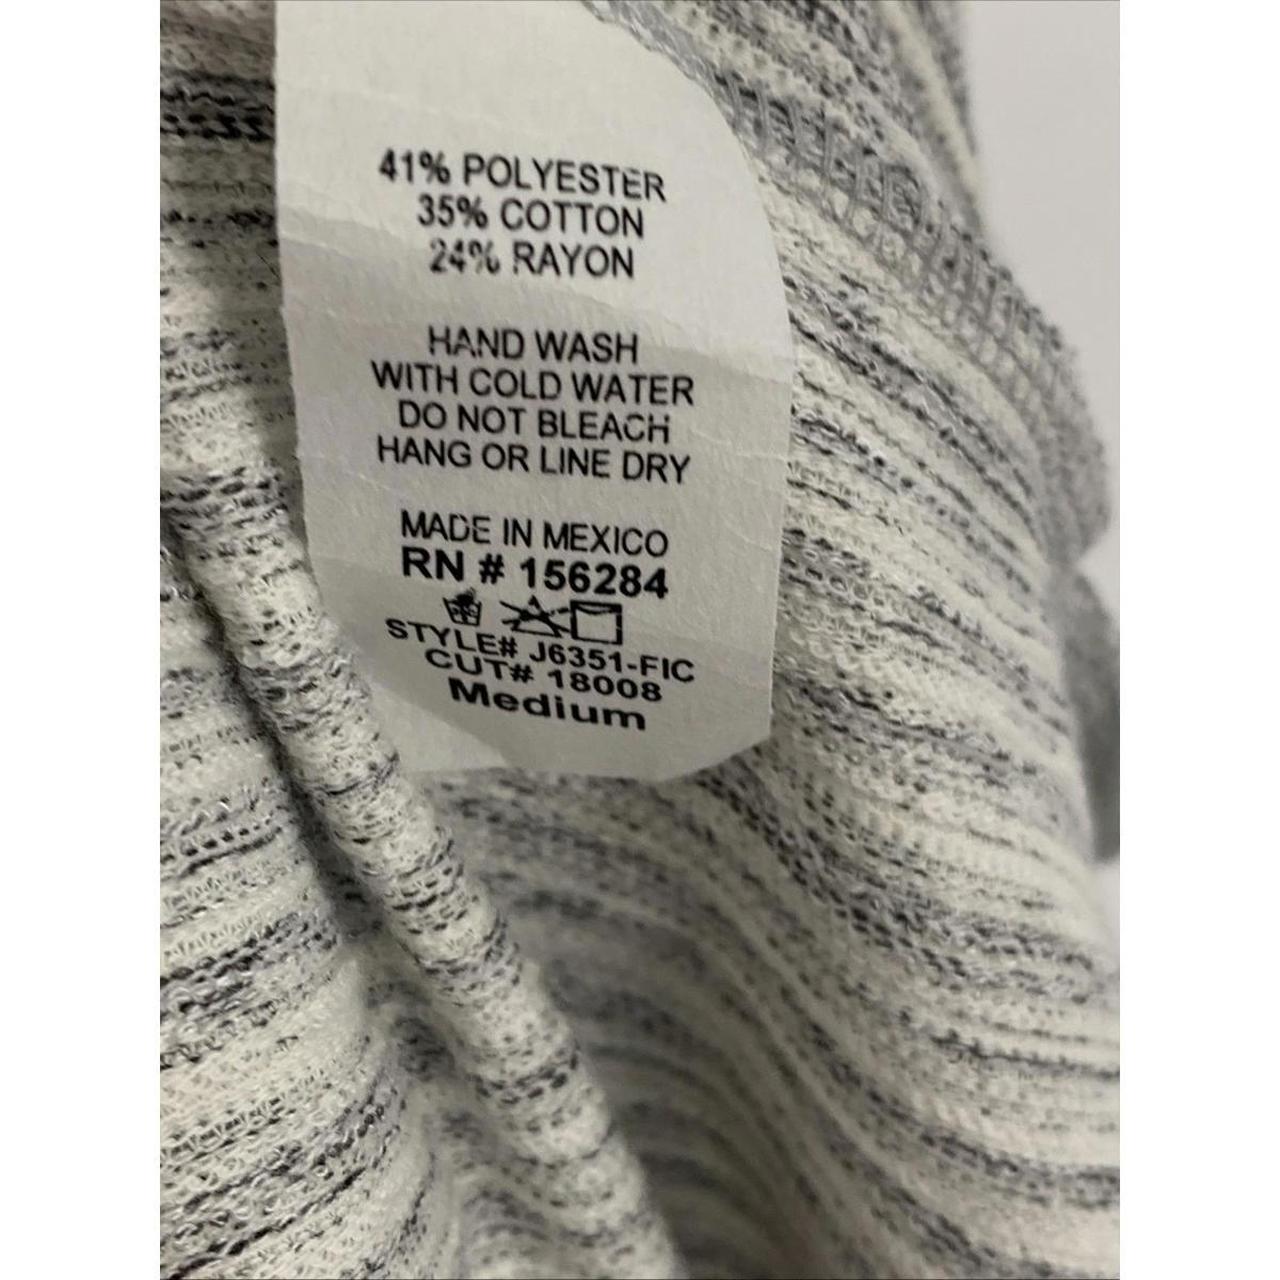 41% POLYESTER
35% COTTON
24% RAYON
HAND WASH
WITH COLD WATER
DO NOT BLEACH
HANG OR LINE DRY
MADE IN MEXICO
RN # 156284
STYLE# J6351-FIC
CUT# 18008
Medium